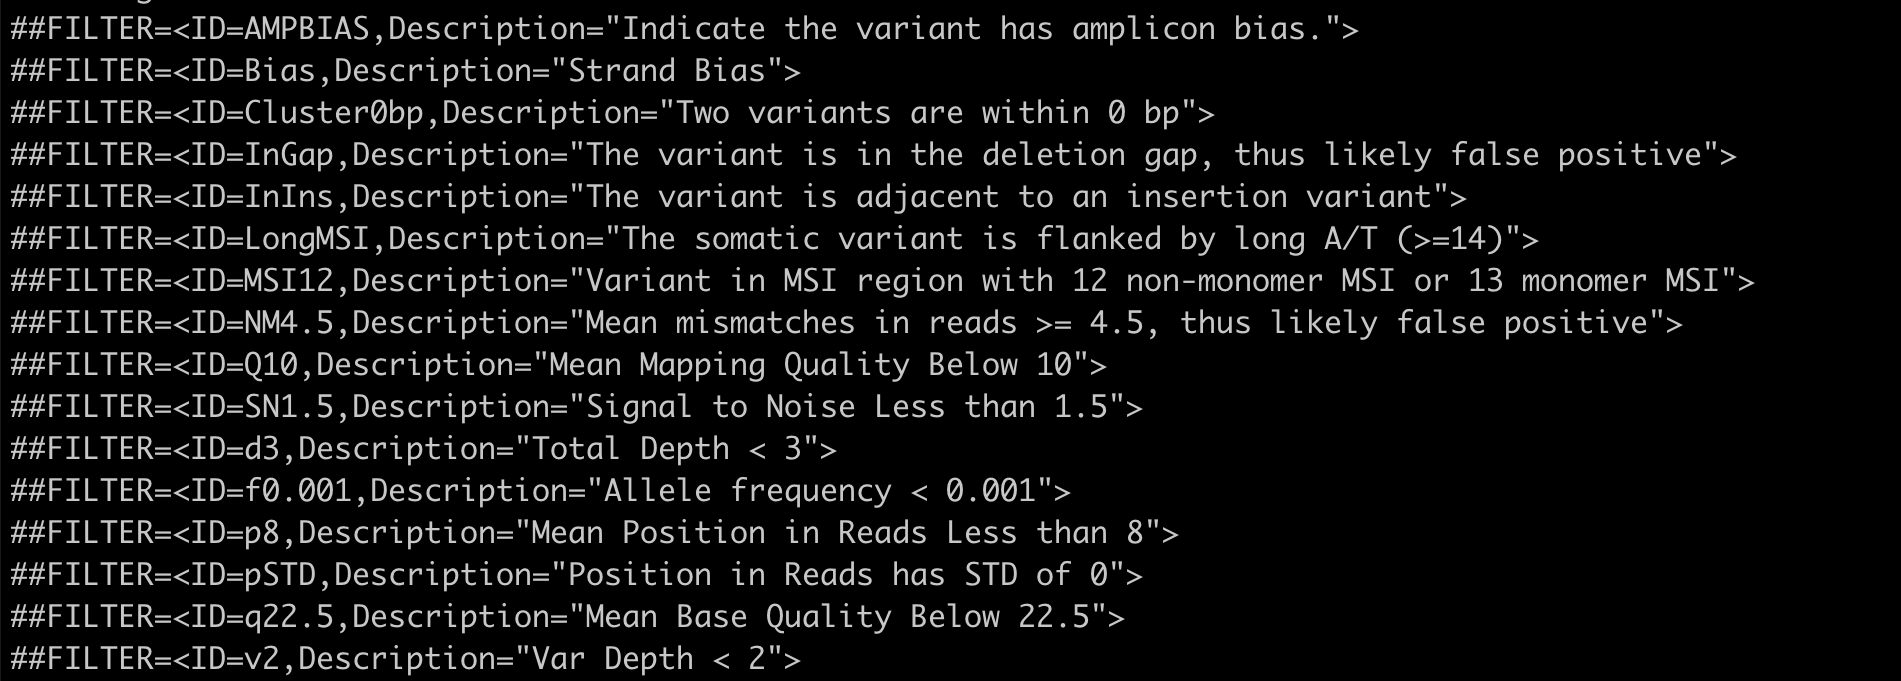 ##FILTER=<ID=AMPBIAS,Description="Indicate the variant has amplicon bias.">
##FILTER=<ID=Bias,Description="Strand Bias">
##FILTER=<ID=Cluster0bp,Description="Two variants are within 0 bp">
##FILTER=<ID=InGap,Description="The variant is in the deletion gap, thus likely false positive">
##FILTER=<ID=InIns,Description="The variant is adjacent to an insertion variant">
##FILTER=<ID=LongMSI,Description="The somatic variant is flanked by long A/T (>=14)">
##FILTER=<ID=MSI12,Description="Variant in MSI region with 12 non-monomer MSI or 13 monomer MSI">
##FILTER=<ID=NM4.5,Description="Mean mismatches in reads >= 4.5, thus likely false positive">
##FILTER=<ID=Q10,Description="Mean Mapping Quality Below 10">
##FILTER=<ID=SN1.5,Description="Signal to Noise Less than 1.5">
##FILTER=<ID=d3,Description="Total Depth < 3">
##FILTER=<ID=f0.001,Description="Allele frequency < 0.001">
##FILTER=<ID=p8,Description="Mean Position in Reads Less than 8">
##FILTER=<ID=pSTD,Description="Position in Reads has STD of 0">
##FILTER=<ID=q22.5,Description="Mean Base Quality Below 22.5">
##FILTER=<ID=v2,Description="Var Depth < 2">